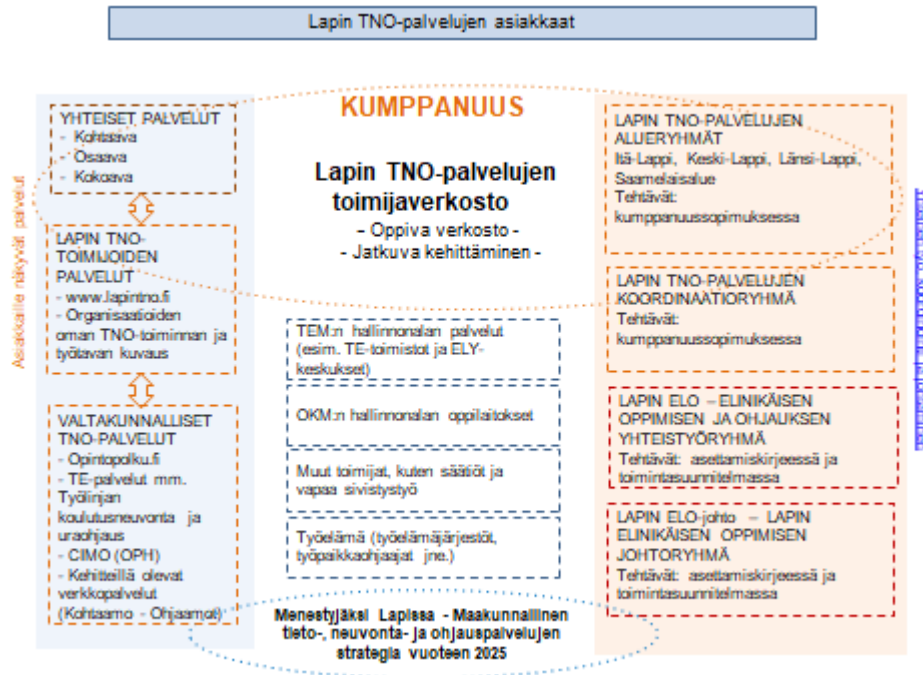 Lapin TNO-palvelujen asiakkaat
Asiakkaille näkyvät palvelut
YHTEISET PALVELUT
- Kohtaava
- Osaava
- Kokoava
LAPIN TNO-
TOIMIJOIDEN
PALVELUT
- www.lapintno.fi
- Organisaatioiden
oman TNO-toiminnan ja
työtavan kuvaus
VALTAKUNNALLISET
TNO-PALVELUT
- Opintopolku.fi
- TE-palvelut mm.
Työlinjan
koulutusneuvonta ja
uraohjaus
- CIMO (OPH)
- Kehitteillä olevat
verkkopalvelut
(Kohtaamo - Ohjaamot)
KUMPPANUUS
Lapin TNO-palvelujen
toimijaverkosto
- Oppiva verkosto -
- Jatkuva kehittäminen -
TEM:n hallinnonalan palvelut
(esim. TE-toimistot ja ELY-
keskukset)
OKM:n hallinnonalan oppilaitokset
Muut toimijat, kuten säätiöt ja
vapaa sivistystyö
Työelämä (työelämäjärjestöt,
työpaikkaohjaajat jne.)
Menestyjäksi Lapissa - Maakunnallinen
tieto-, neuvonta- ja ohjauspalvelujen
strategia vuoteen 2025
LAPIN TNO-PALVELUJEN
ALUERYHMÄT
Itä-Lappi, Keski-Lappi, Länsi-Lappi,
Saamelaisalue
Tehtävät:
kumppanuussopimuksessa
LAPIN TNO-PALVELUJEN
KOORDINAATIORYHMÄ
Tehtävät:
kumppanuussopimuksessa
LAPIN ELO – ELINIKÄISEN
OPPIMISEN JA OHJAUKSEN
YHTEISTYÖRYHMÄ
Tehtävät: asettamiskirjeessä ja
toimintasuunnitelmassa
LAPIN ELO-johto – LAPIN
ELINIKÄISEN OPPIMISEN
JOHTORYHMÄ
Tehtävät: asettamiskirjeessä ja
toimintasuunnitelmassa